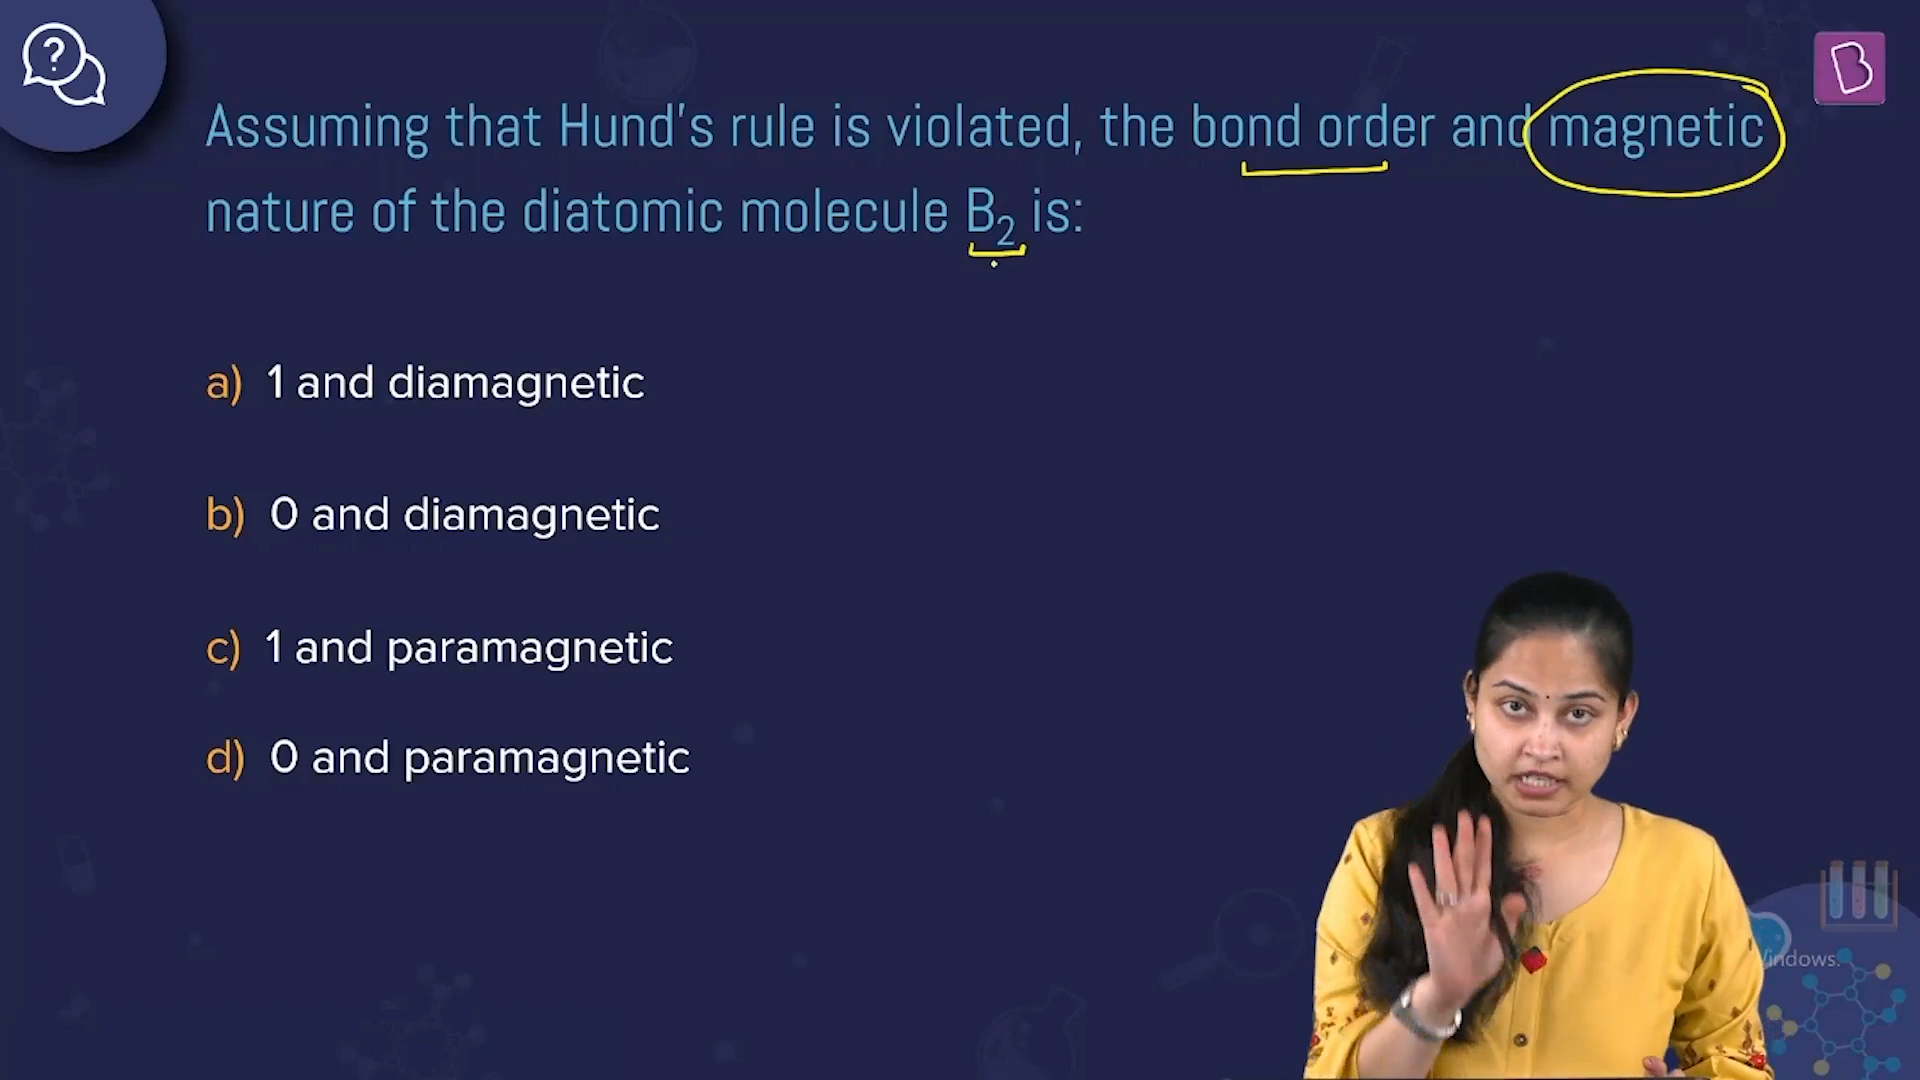 Assuming that Hund's rule is violated, the bond order and magnetic
nature of the diatomic molecule B₂ is:
a) 1 and diamagnetic
b) 0 and diamagnetic
c) 1 and paramagnetic
d) 0 and paramagnetic
?
B
Windows.